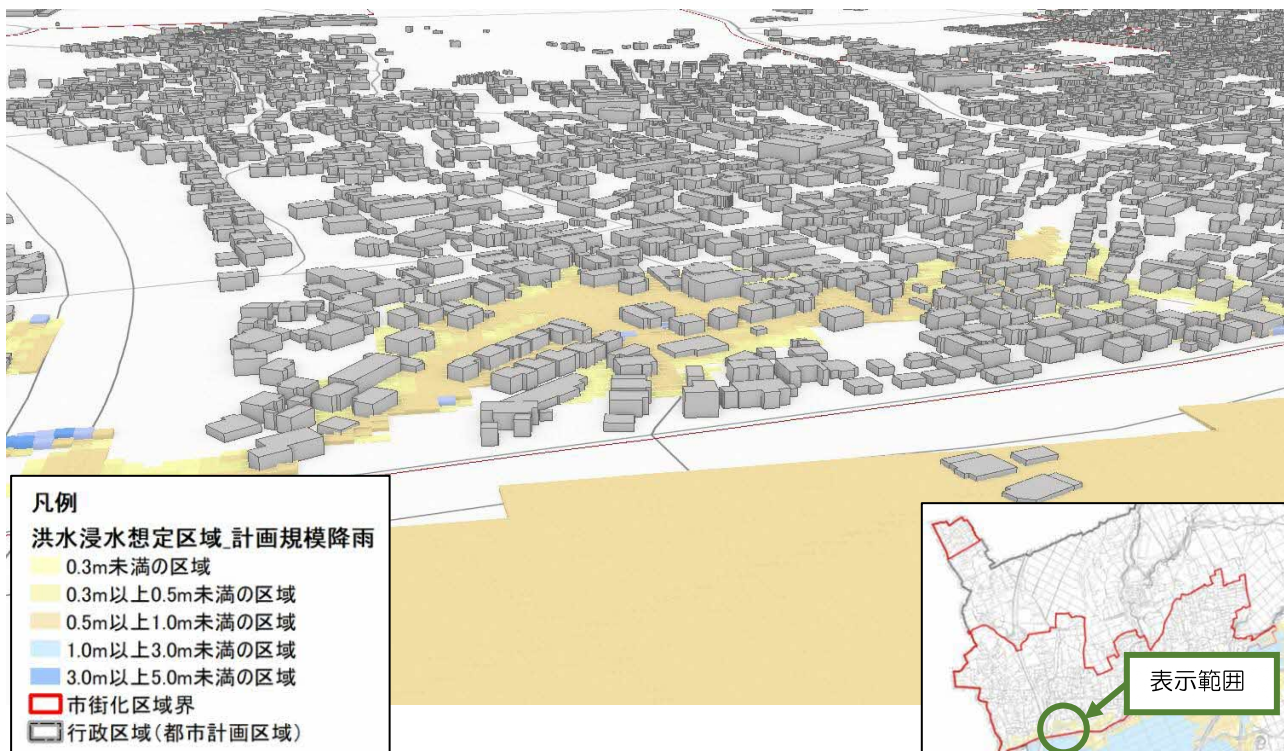 凡例
洪水浸水想定区域_計画規模降雨
0.3m未満の区域
0.3m以上0.5m未満の区域
0.5m以上1.0m未満の区域
1.0m以上3.0m未満の区域
3.0m以上5.0m未満の区域
市街化区域界
行政区域(都市計画区域)
表示範囲